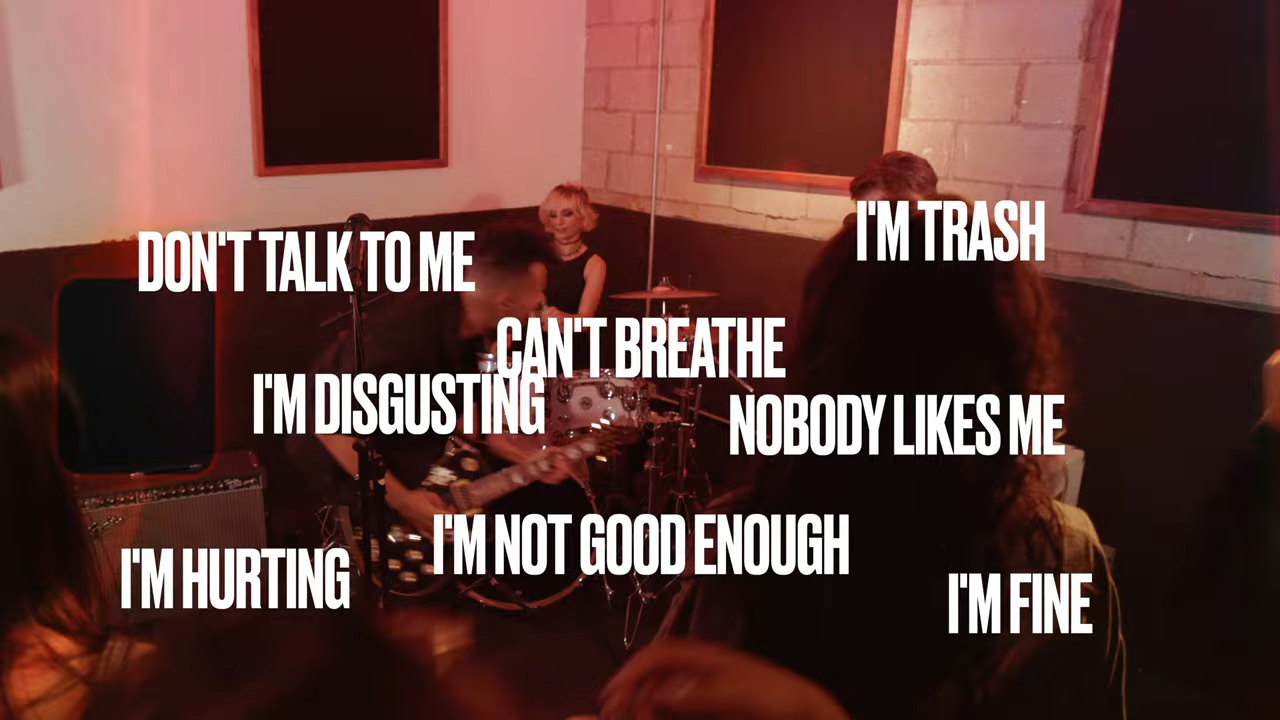 I'M TRASH
DON'T TALK TO ME
CAN'T BREATHE
I'M DISGUSTING
NOBODY LIKES ME
I'M NOT GOOD ENOUGH
I'M HURTING
I'M FINE